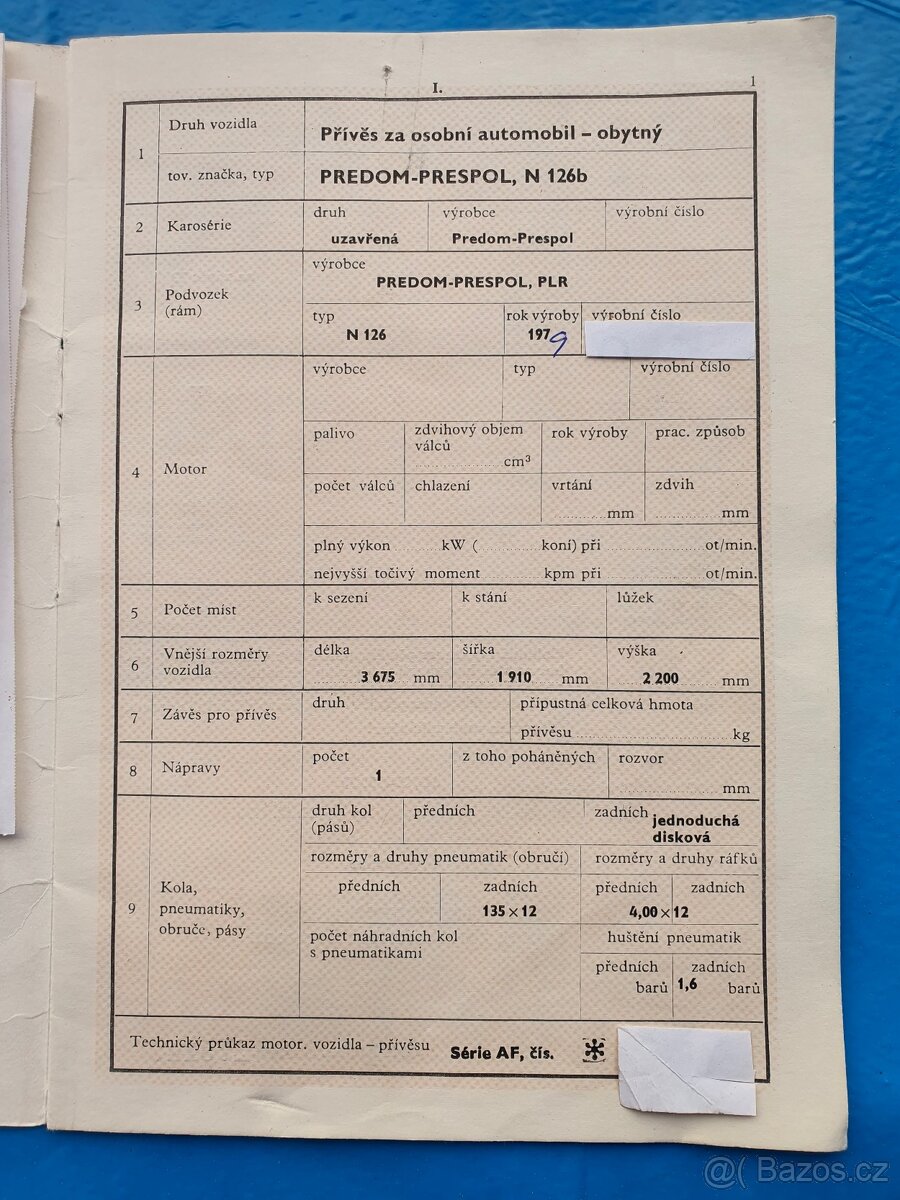 I.
1
1
Druh vozidla
Přívěs za osobní automobil – obytný
tov. značka, typ
PREDOM-PRESPOL, N 126b
2
Karosérie
druh
výrobce
výrobní číslo
uzavřená
Predom-Prespol
3
Podvozek
(rám)
výrobce
PREDOM-PRESPOL, PLR
typ
rok výroby
výrobní číslo
N 126
1979
4
Motor
výrobce
typ
výrobní číslo
palivo
zdvihový objem
válců
cm³
rok výroby
prac. způsob
počet válců
chlazení
vrtání
mm
zdvih
mm
plný výkon kW ( koní) při ot/min.
nejvyšší točivý moment kpm při ot/min.
5
Počet míst
k sezení
k stání
lůžek
6
Vnější rozměry
vozidla
délka
šířka
výška
3 675 mm
1 910 mm
2 200 mm
7
Závěs pro přívěs
druh
přípustná celková hmota
přívěsu kg
8
Nápravy
počet
z toho poháněných
rozvor
1
mm
9
Kola,
pneumatiky,
obruče, pásy
druh kol
(pásů)
předních
zadních jednoduchá
disková
rozměry a druhy pneumatik (obručí)
rozměry a druhy ráfků
předních
zadních
předních
zadních
135×12
4,00×12
počet náhradních kol
s pneumatikami
huštění pneumatik
předních
zadních
barů
1,6 barů
Technický průkaz motor. vozidla – přívěsu
Série AF, čís.
@( Bazos.cz